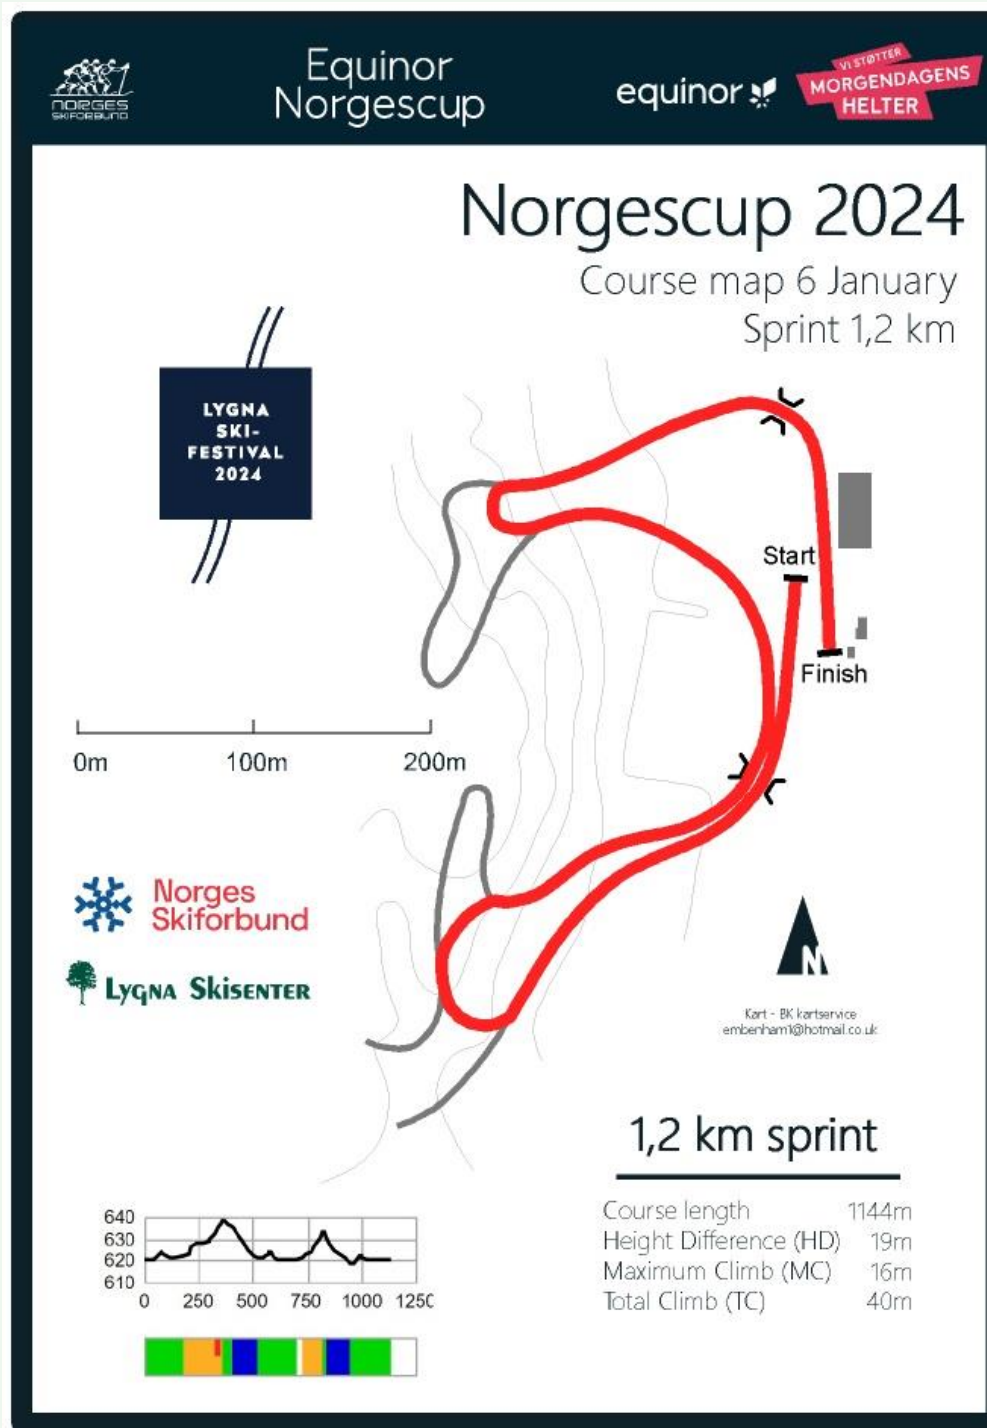 NORGES
SKIFORBUND
Equinor
Norgescup
equinor
VI STØTTER
MORGENDAGENS
HELTER
Norgescup 2024
Course map 6 January
Sprint 1,2 km
LYGNA
SKI-
FESTIVAL
2024
Start
Finish
0m 100m 200m
Norges
Skiforbund
LYGNA SKISENTER
N
Kart - BK kartservice
embenham1@hotmail.co.uk
1,2 km sprint
Course length 1144m
Height Difference (HD) 19m
Maximum Climb (MC) 16m
Total Climb (TC) 40m
640
630
620
610
0 250 500 750 1000 1250